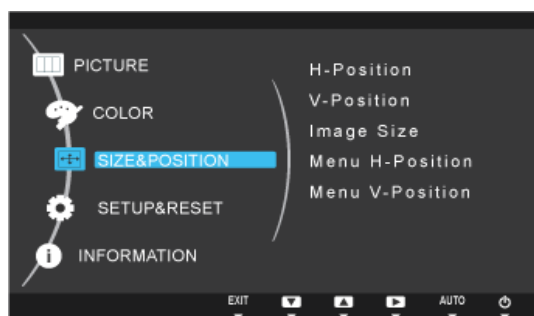 PICTURE
COLOR
SIZE&POSITION
SETUP&RESET
INFORMATION
H-Position
V-Position
Image Size
Menu H-Position
Menu V-Position
EXIT AUTO